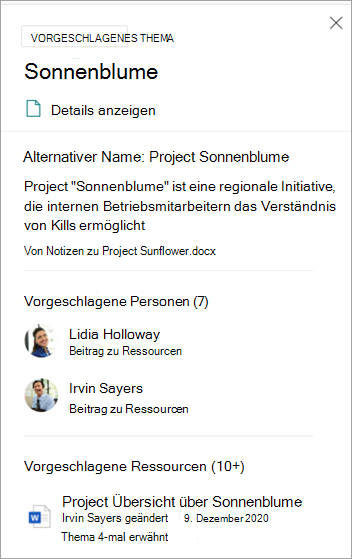 VORGESCHLAGENES THEMA
Sonnenblume
Details anzeigen
Alternativer Name: Project Sonnenblume
Project "Sonnenblume" ist eine regionale Initiative,
die internen Betriebsmitarbeitern das Verständnis
von Kills ermöglicht
Von Notizen zu Project Sunflower.docx
Vorgeschlagene Personen (7)
Lidia Holloway
Beitrag zu Ressourcen
Irvin Sayers
Beitrag zu Ressourcen
Vorgeschlagene Ressourcen (10+)
Project Übersicht über Sonnenblume
Irvin Sayers geändert 9. Dezember 2020
Thema 4-mal erwähnt